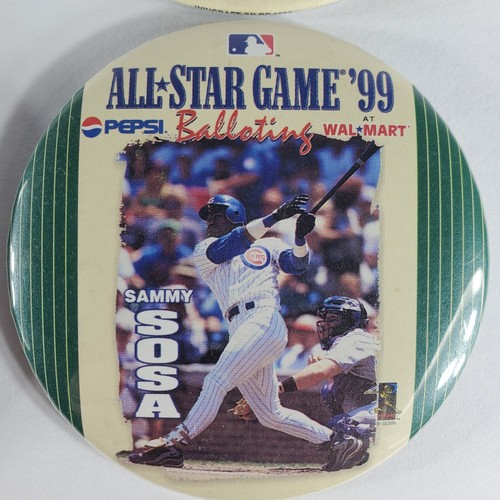 ALL★STAR GAME '99
PEPSI Balloting AT WAL★MART
SAMMY
SOSA
CUBS